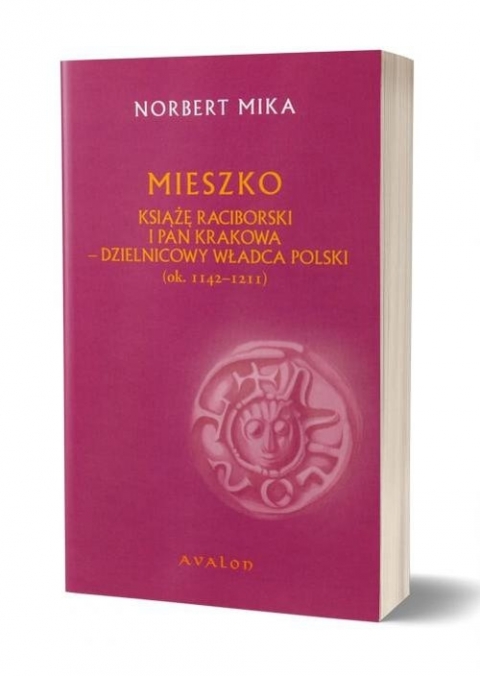 NORBERT MIKA
MIESZKO
KSIĄŻĘ RACIBORSKI
I PAN KRAKOWA
– DZIELNICOWY WŁADCA POLSKI
(ok. 1142–1211)
AVALON